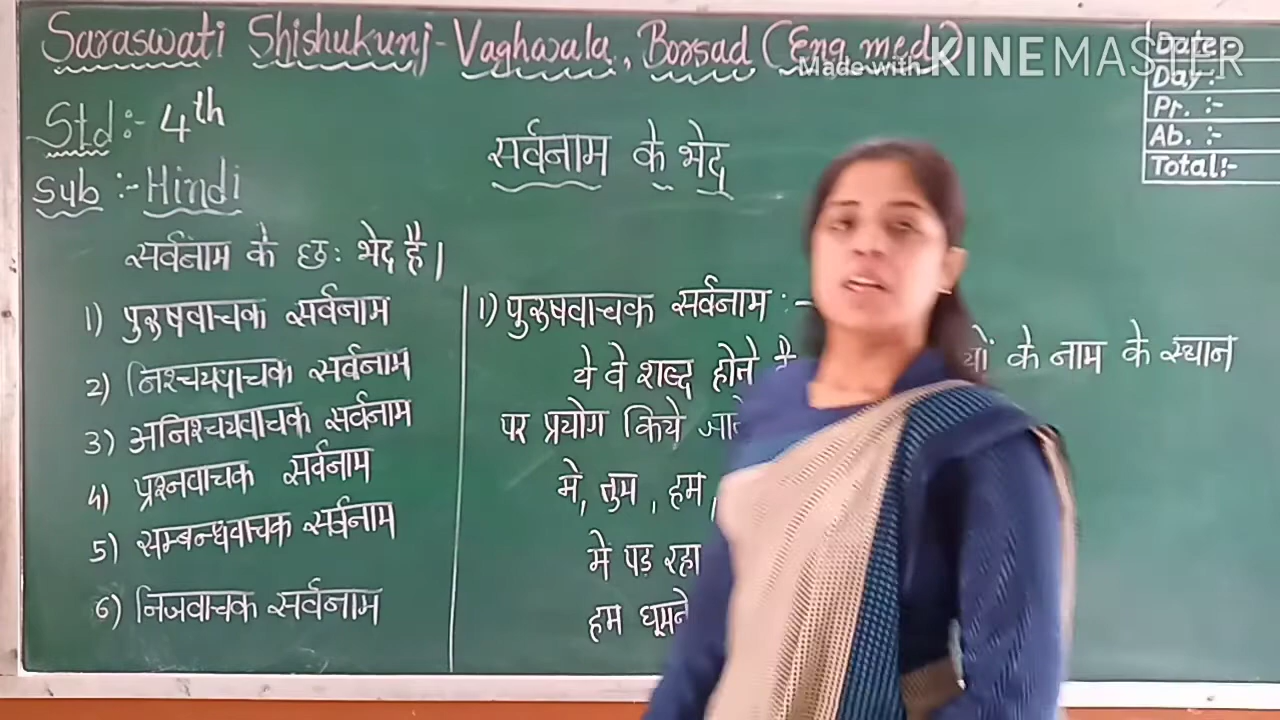 Saraswati Shishukunj - Vaghasala, Borsad (Eng. med.)
Made with KINEMASTER
Date:-
Day:-
Pr. :-
Ab. :-
Total:-
Std :- 4th
Sub :- Hindi
सर्वनाम के भेद
सर्वनाम के छः भेद है।
1) पुरुषवाचक सर्वनाम
2) निश्चयवाचक सर्वनाम
3) अनिश्चयवाचक सर्वनाम
4) प्रश्नवाचक सर्वनाम
5) सम्बन्धवाचक सर्वनाम
6) निजवाचक सर्वनाम
1) पुरुषवाचक सर्वनाम :-
ये वे शब्द होते है के नाम के स्थान
पर प्रयोग किये
मे, तुम, हम,
मे पड़ रहा
हम घूमने